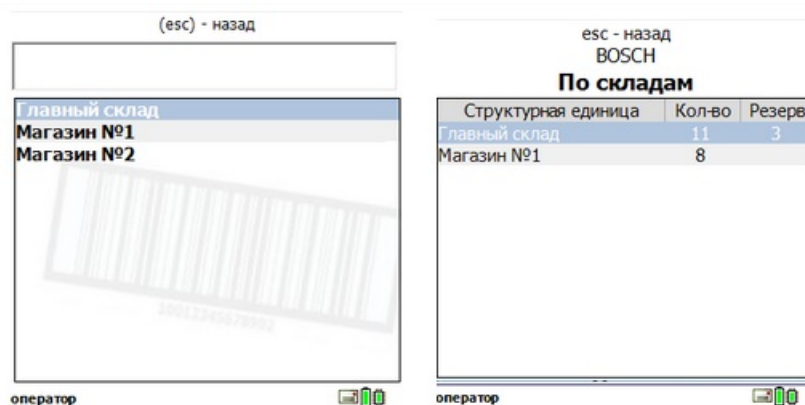 (esc) - назад
Главный склад
Магазин №1
Магазин №2
оператор
esc - назад
BOSCH
По складам
Структурная единица Кол-во Резерв
Главный склад 11 3
Магазин №1 8
оператор